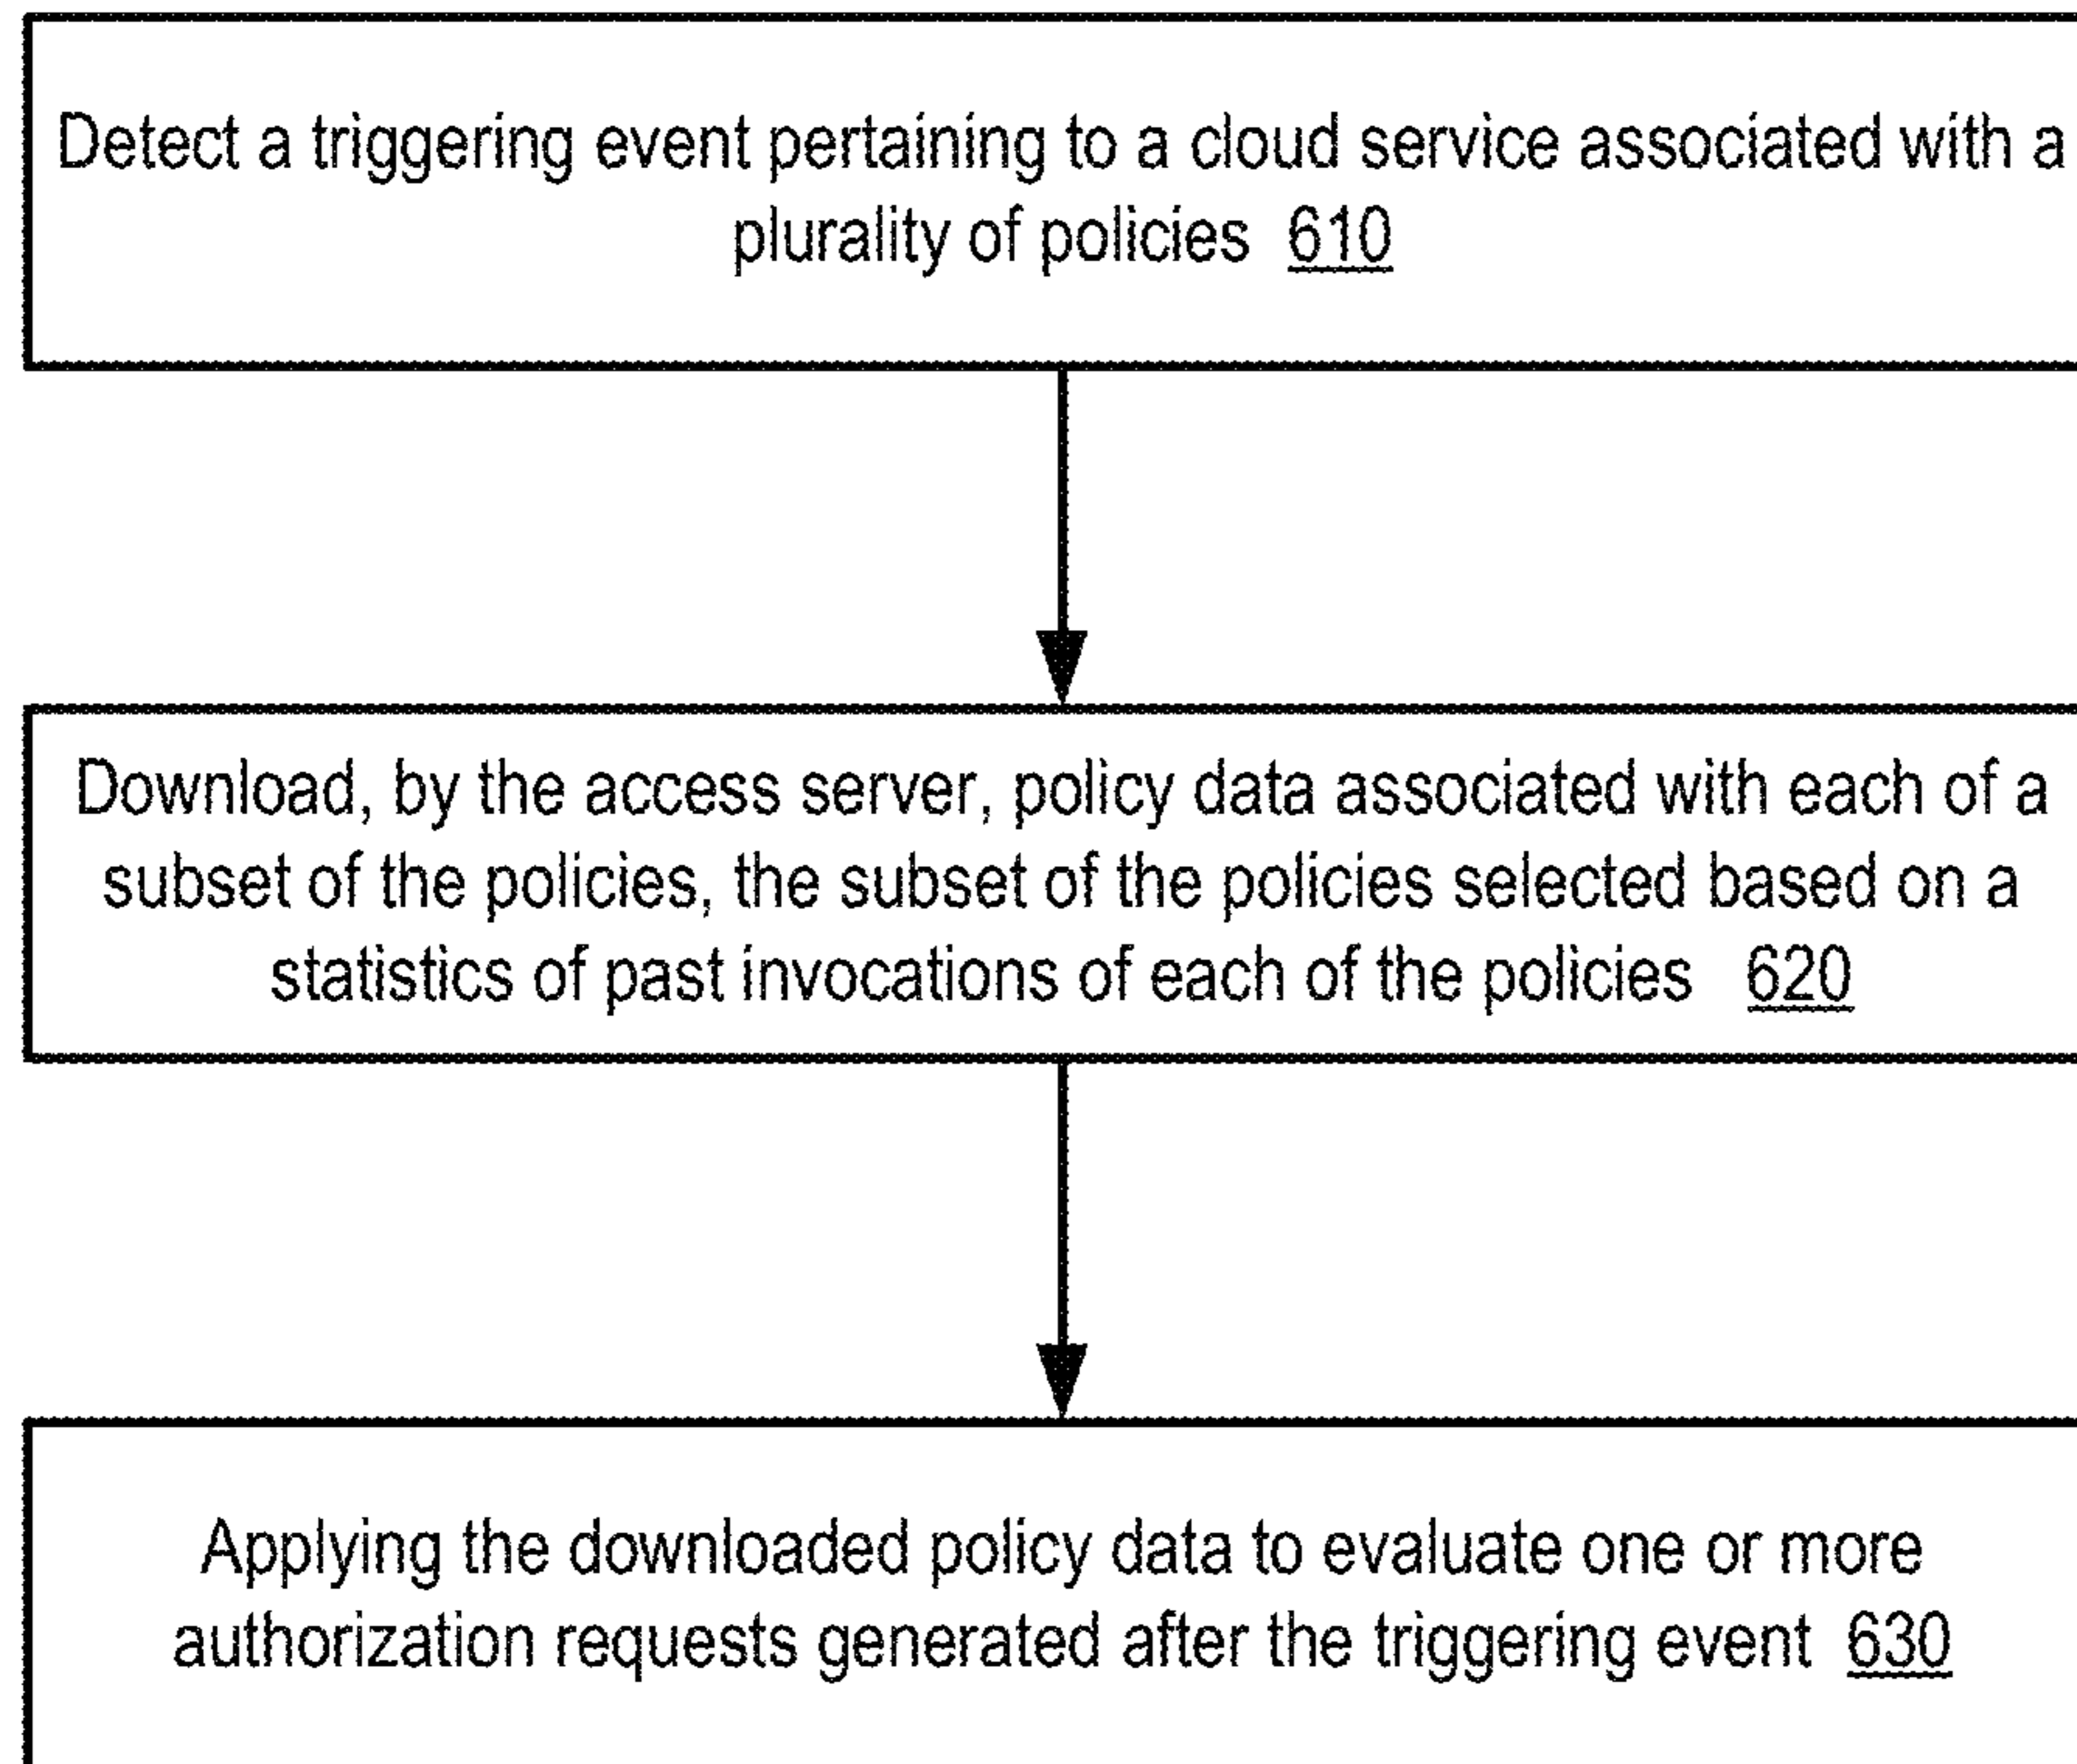 Detect a triggering event pertaining to a cloud service associated with a
plurality of policies 610
Download, by the access server, policy data associated with each of a
subset of the policies, the subset of the policies selected based on a
statistics of past invocations of each of the policies 620
Applying the downloaded policy data to evaluate one or more
authorization requests generated after the triggering event 630